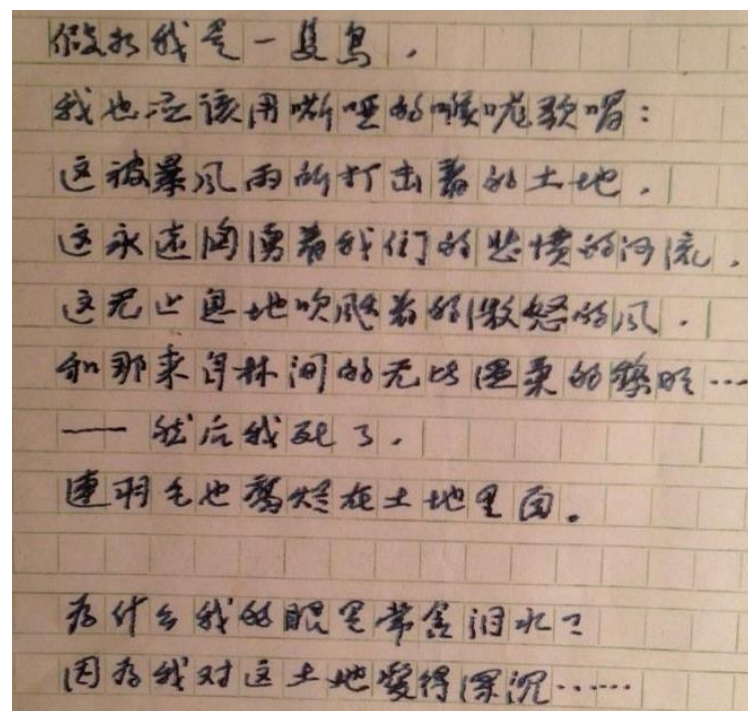 假如我是一隻鸟，
我也应该用嘶哑的喉咙歌唱：
这被暴风雨所打击着的土地，
这永远汹湧着我们的悲愤的河流，
这无止息地吹颳着的激怒的风，
和那来自林间的无比温柔的黎明…
——然后我死了，
連羽毛也腐烂在土地里面。
为什么我的眼里常含泪水？
因为我对这土地爱得深沉……